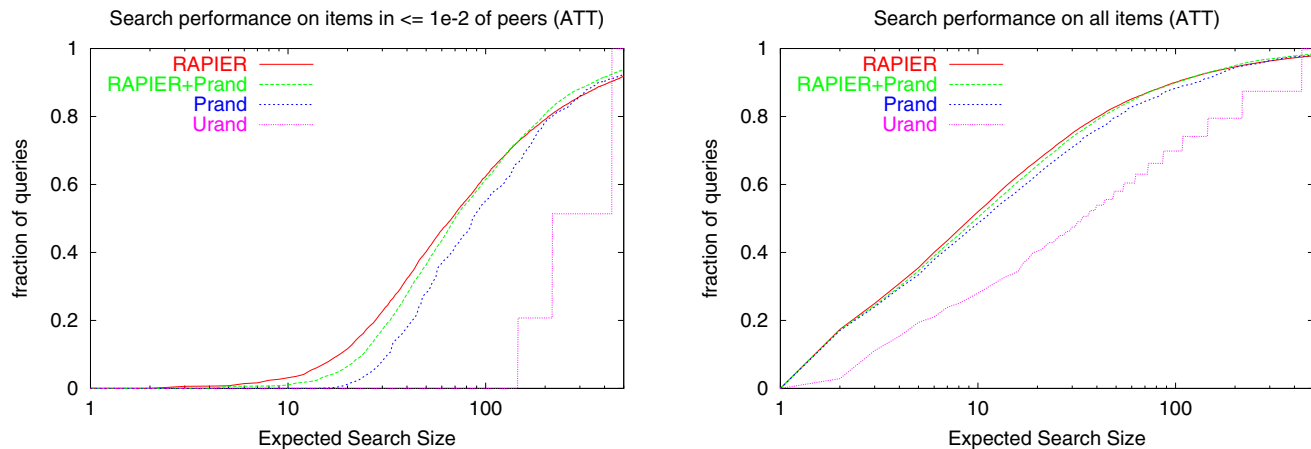 Search performance on items in <= 1e-2 of peers (ATT)
1
0.8
0.6
0.4
0.2
0
fraction of queries
RAPIER
RAPIER+Prand
Prand
Urand
1
10
100
Expected Search Size
Search performance on all items (ATT)
1
0.8
0.6
0.4
0.2
0
fraction of queries
RAPIER
RAPIER+Prand
Prand
Urand
1
10
100
Expected Search Size